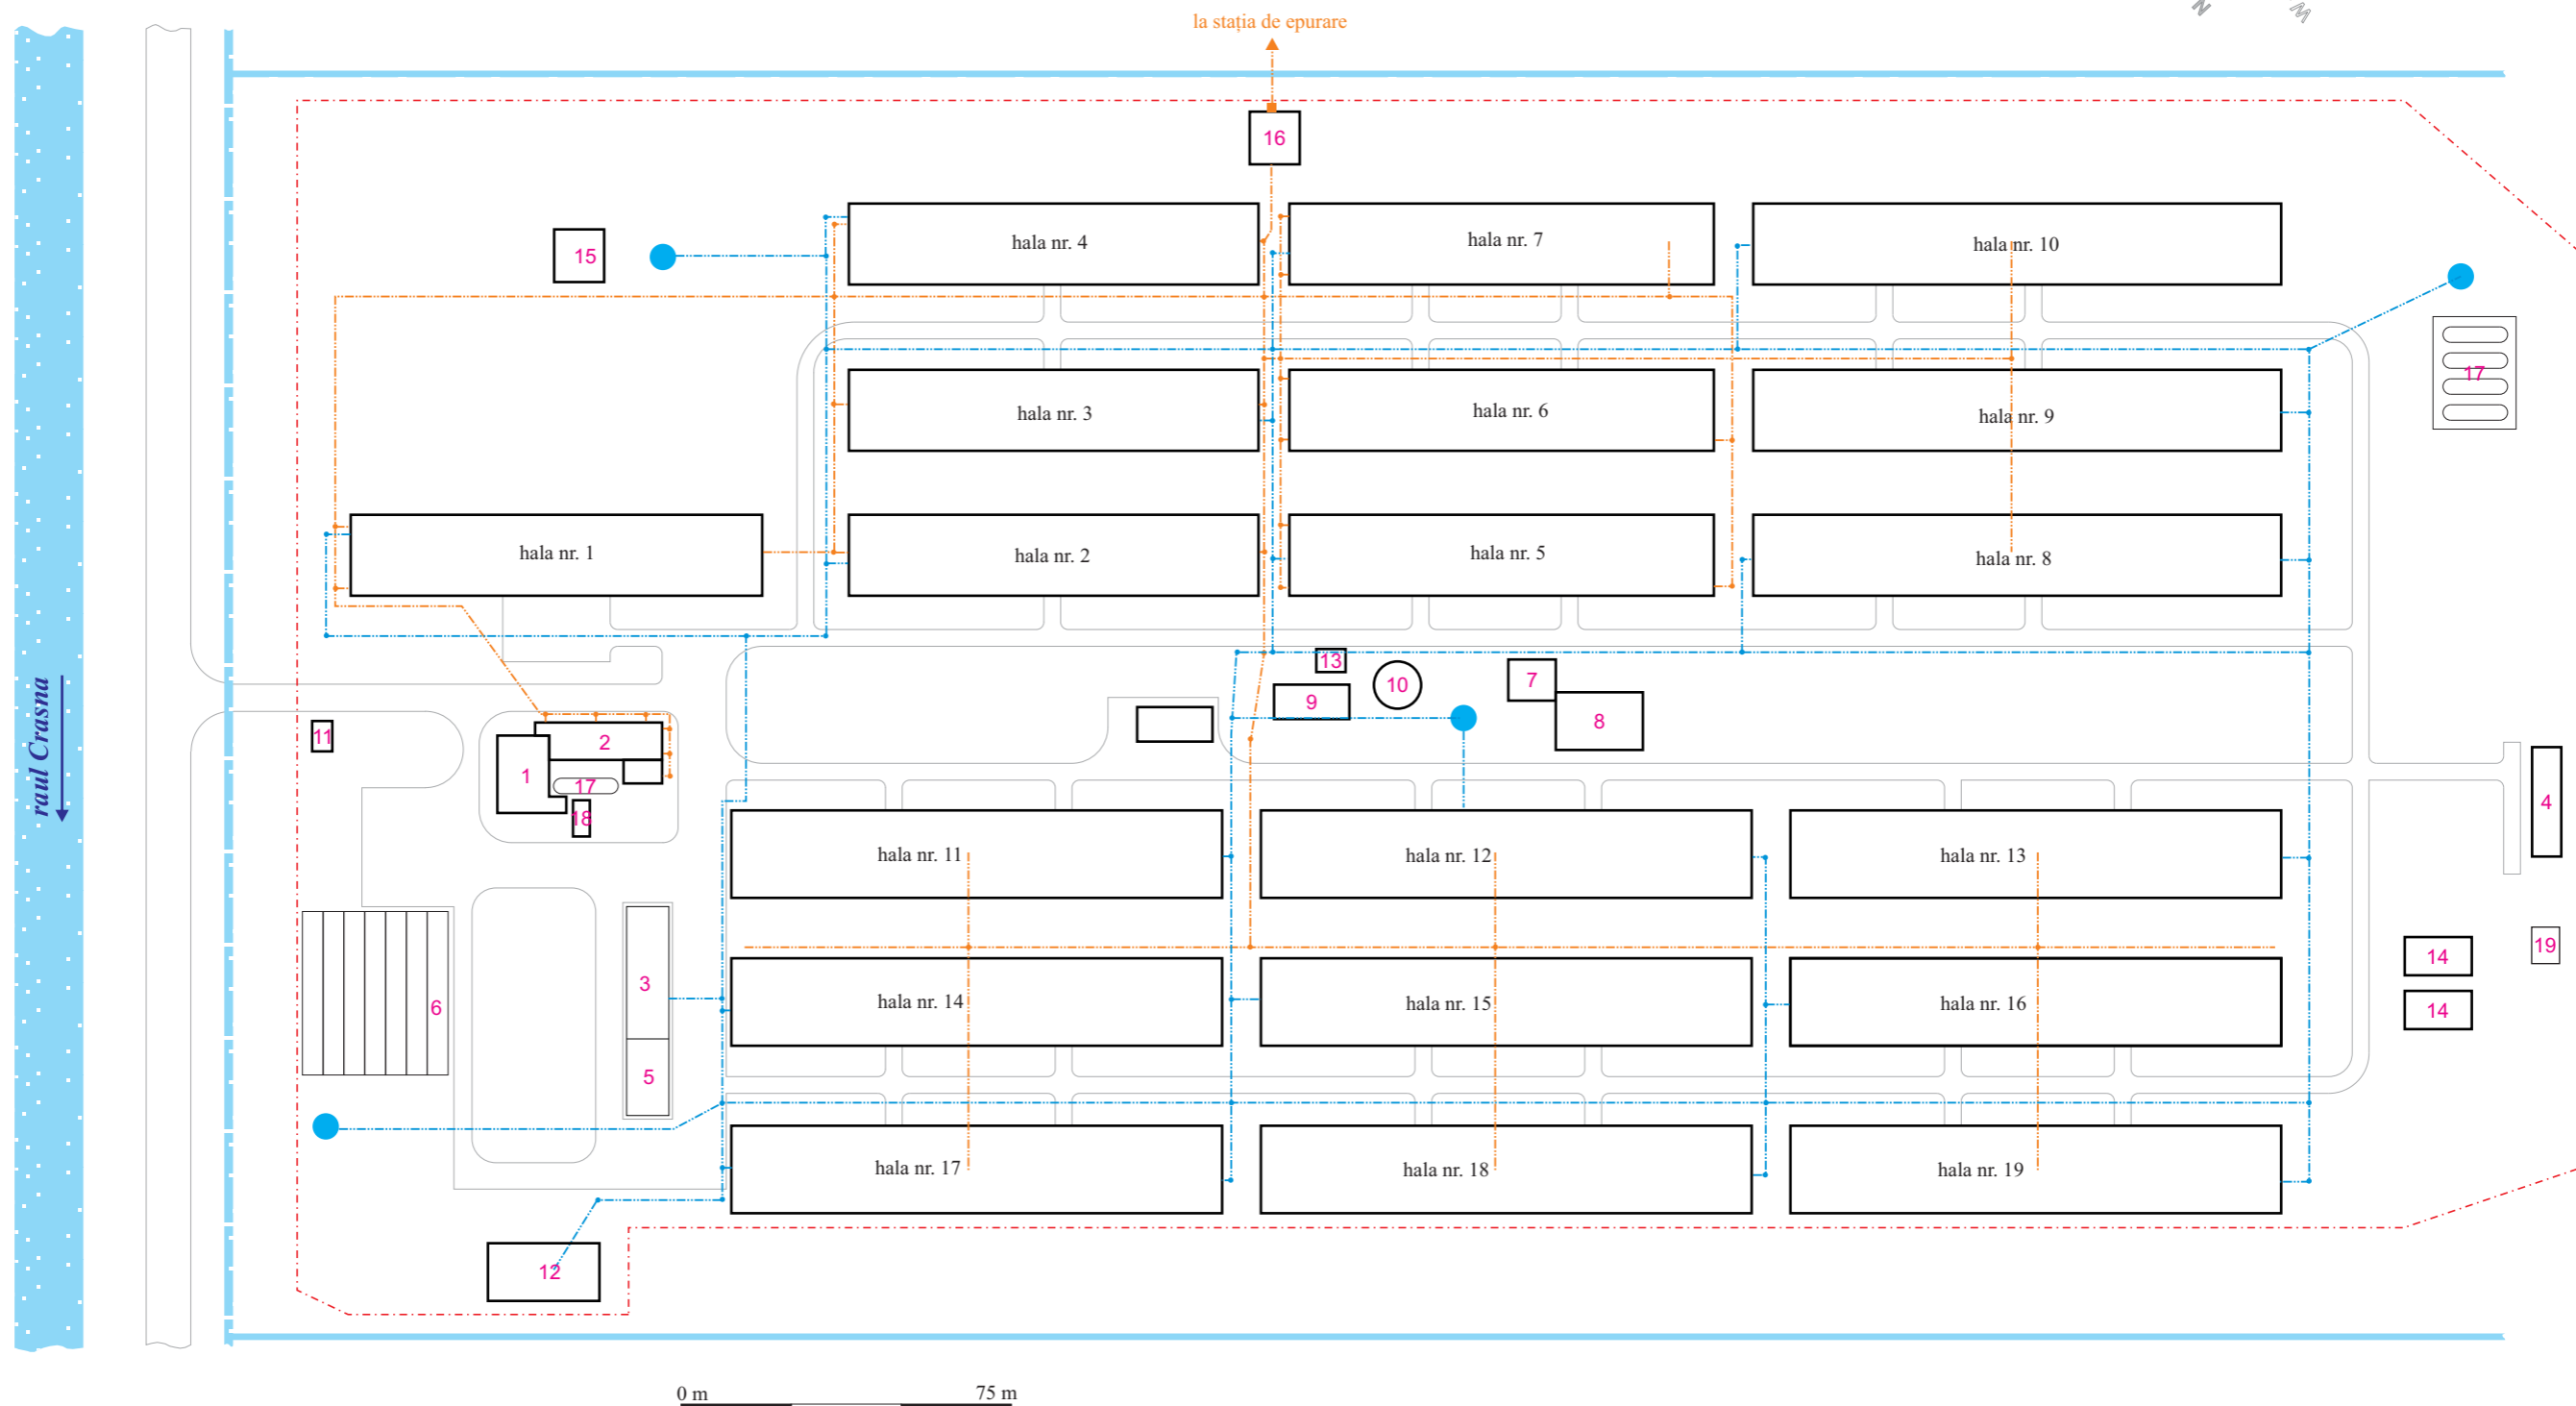 la stația de epurare
N
M
16
hala nr. 4
hala nr. 7
hala nr. 10
15
17
hala nr. 3
hala nr. 6
hala nr. 9
hala nr. 1
hala nr. 2
hala nr. 5
hala nr. 8
raul Crasna
13
10
7
9
8
11
2
1
17
18
4
hala nr. 11
hala nr. 12
hala nr. 13
19
14
3
hala nr. 14
hala nr. 15
hala nr. 16
6
14
5
hala nr. 17
hala nr. 18
hala nr. 19
12
0 m
75 m